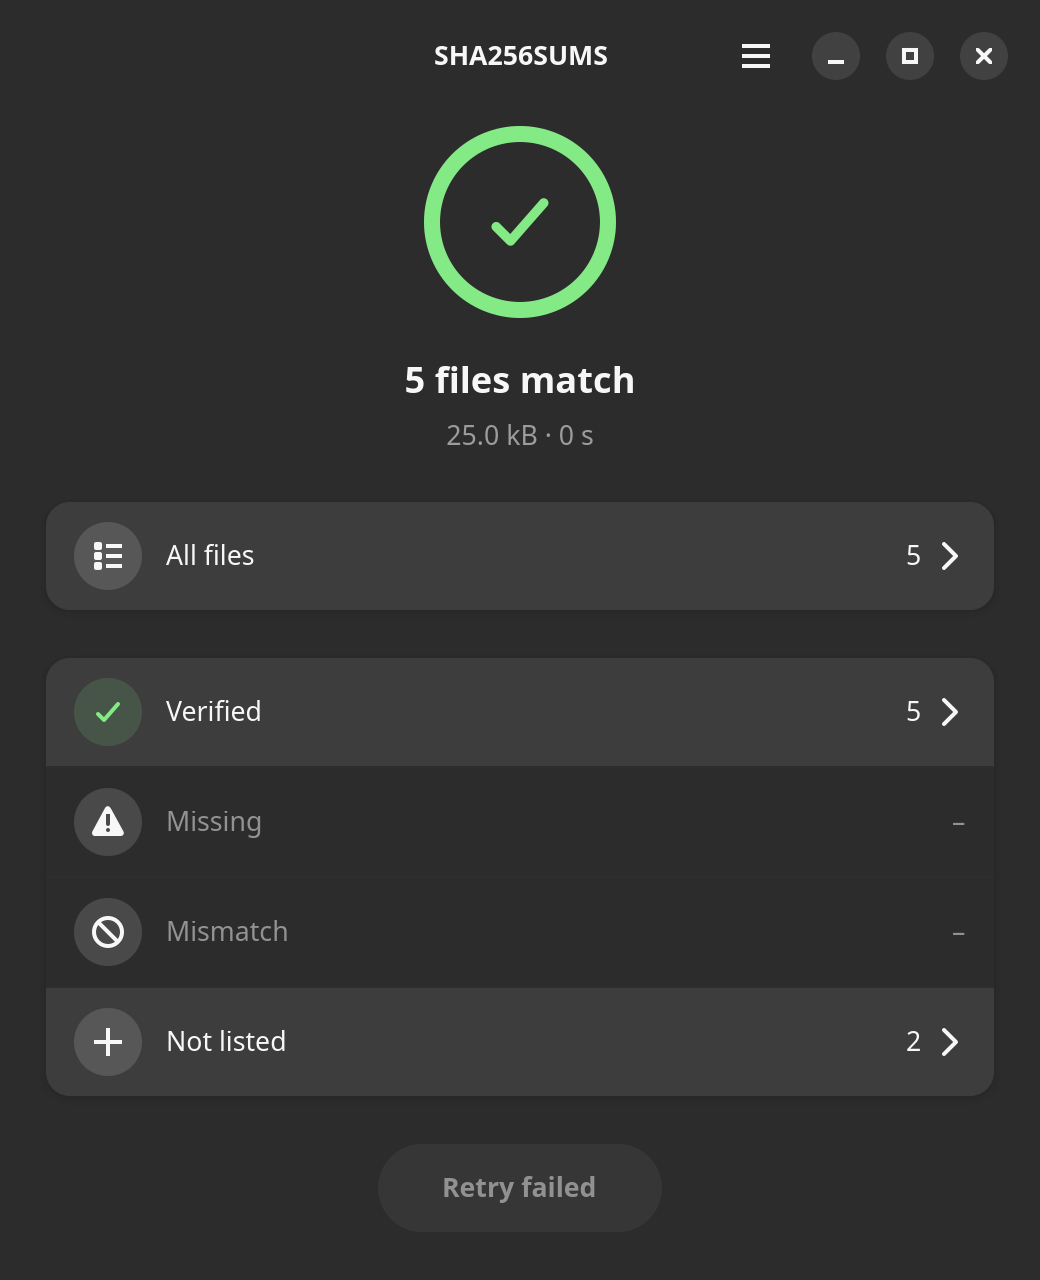 SHA256SUMS
5 files match
25.0 kB · 0 s
All files 5
Verified 5
Missing –
Mismatch –
Not listed 2
Retry failed